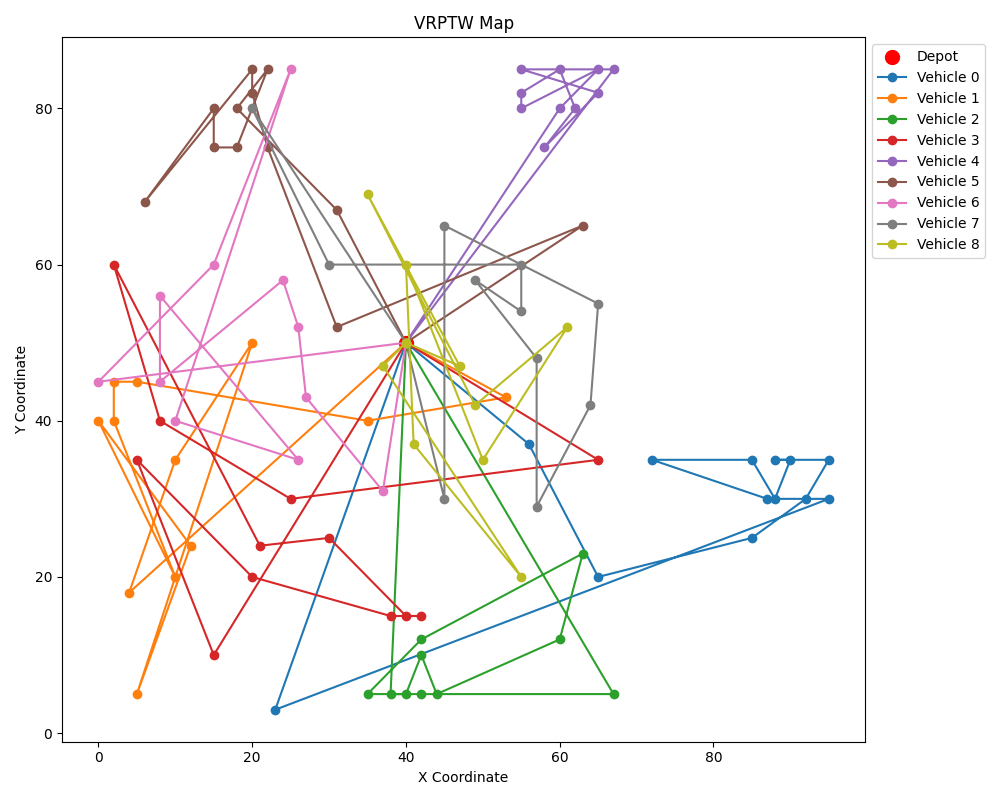 VRPTW Map
Depot
Vehicle 0
Vehicle 1
Vehicle 2
Vehicle 3
Vehicle 4
Vehicle 5
Vehicle 6
Vehicle 7
Vehicle 8
Y Coordinate
80
60
40
20
0
0 20 40 60 80
X Coordinate